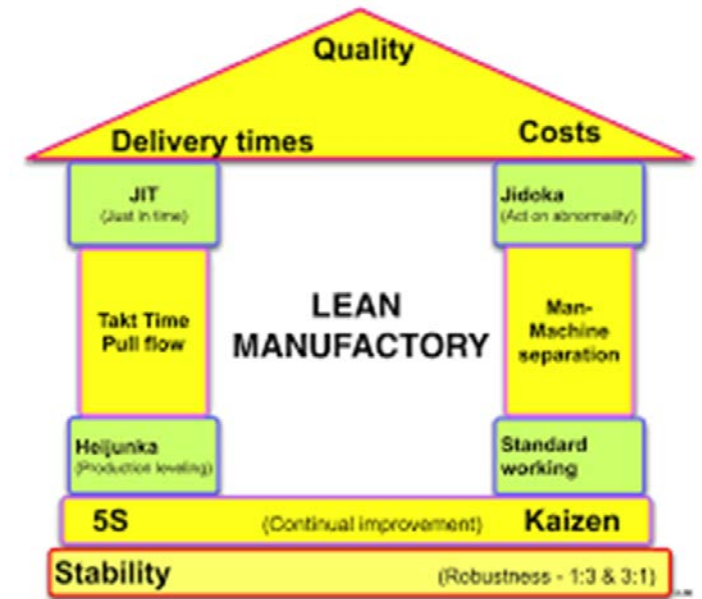 Quality
Delivery times
Costs
JIT
(Just in time)
Jidoka
(Act on abnormality)
Takt Time
Pull flow
LEAN
MANUFACTORY
Man-
Machine
separation
Heijunka
(Production leveling)
Standard
working
5S
(Continual improvement)
Kaizen
Stability
(Robustness - 1:3 & 3:1)